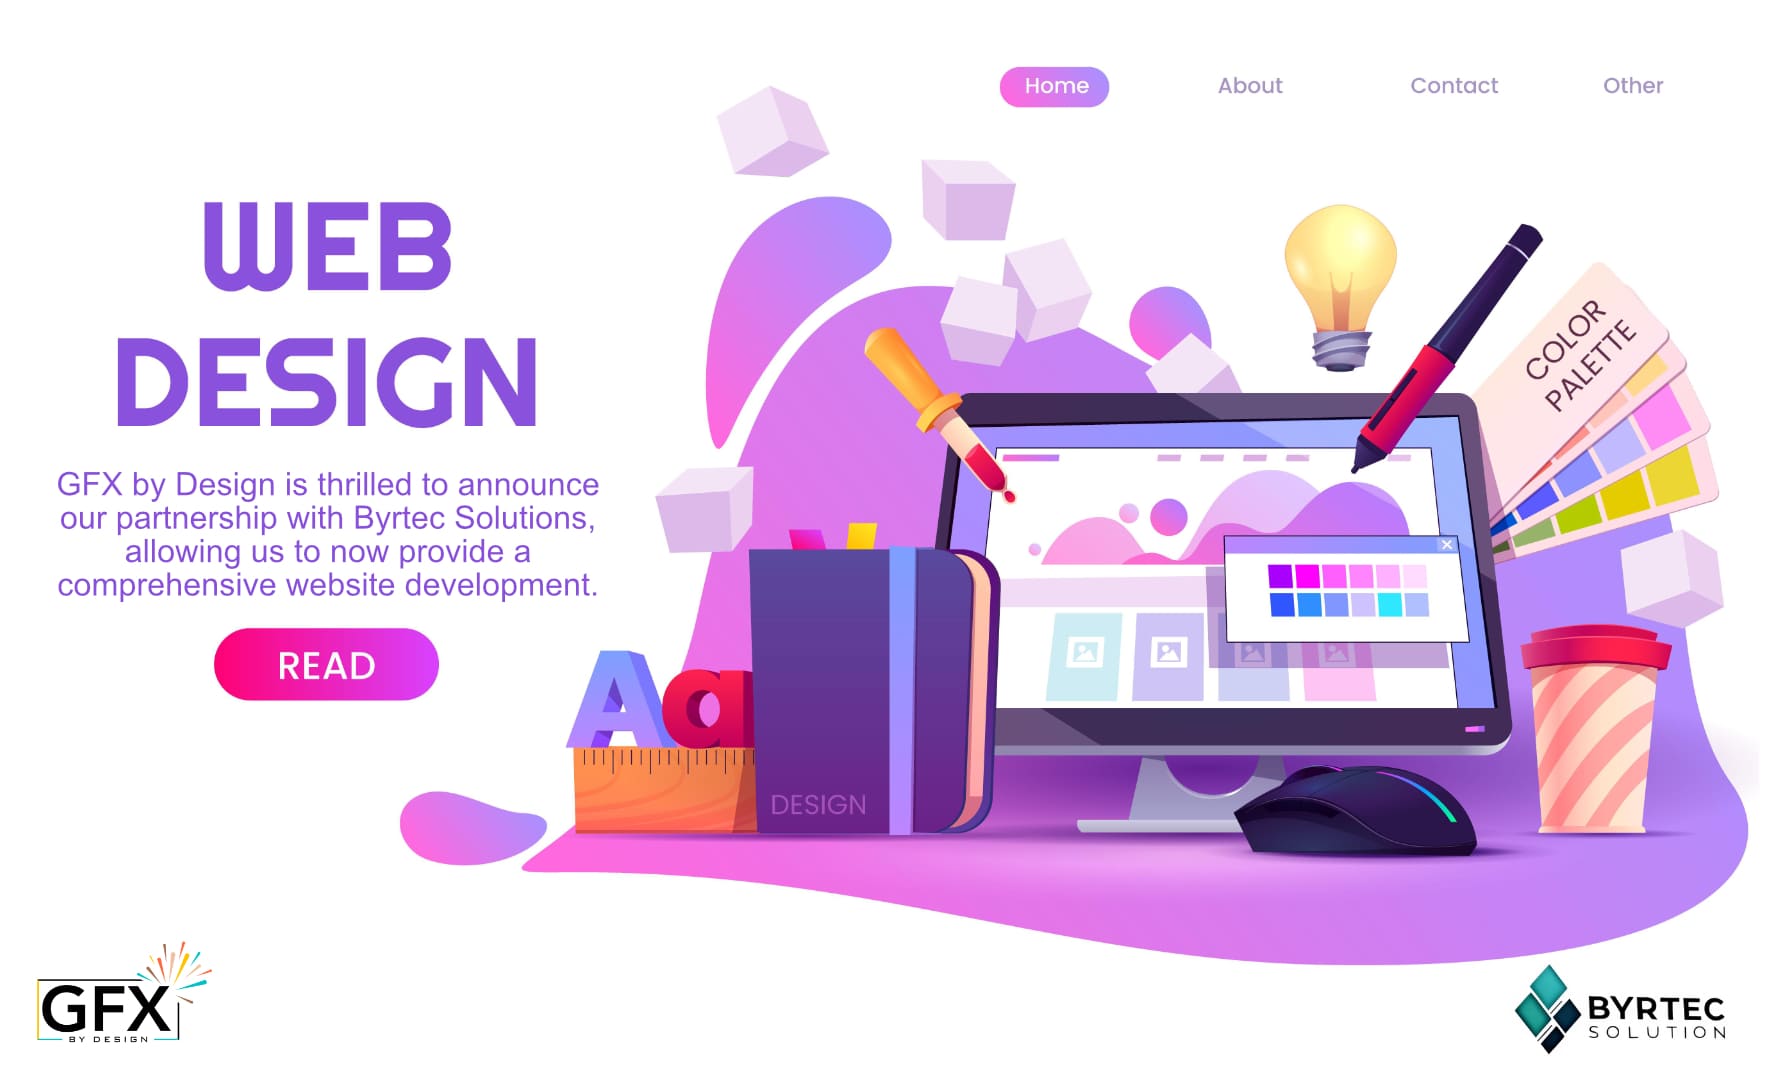 Home About Contact Other
WEB
DESIGN
GFX by Design is thrilled to announce
our partnership with Byrtec Solutions,
allowing us to now provide a
comprehensive website development.
READ
COLOR
PALETTE
Aa
DESIGN
GFX
BY DESIGN
BYRTEC
SOLUTION